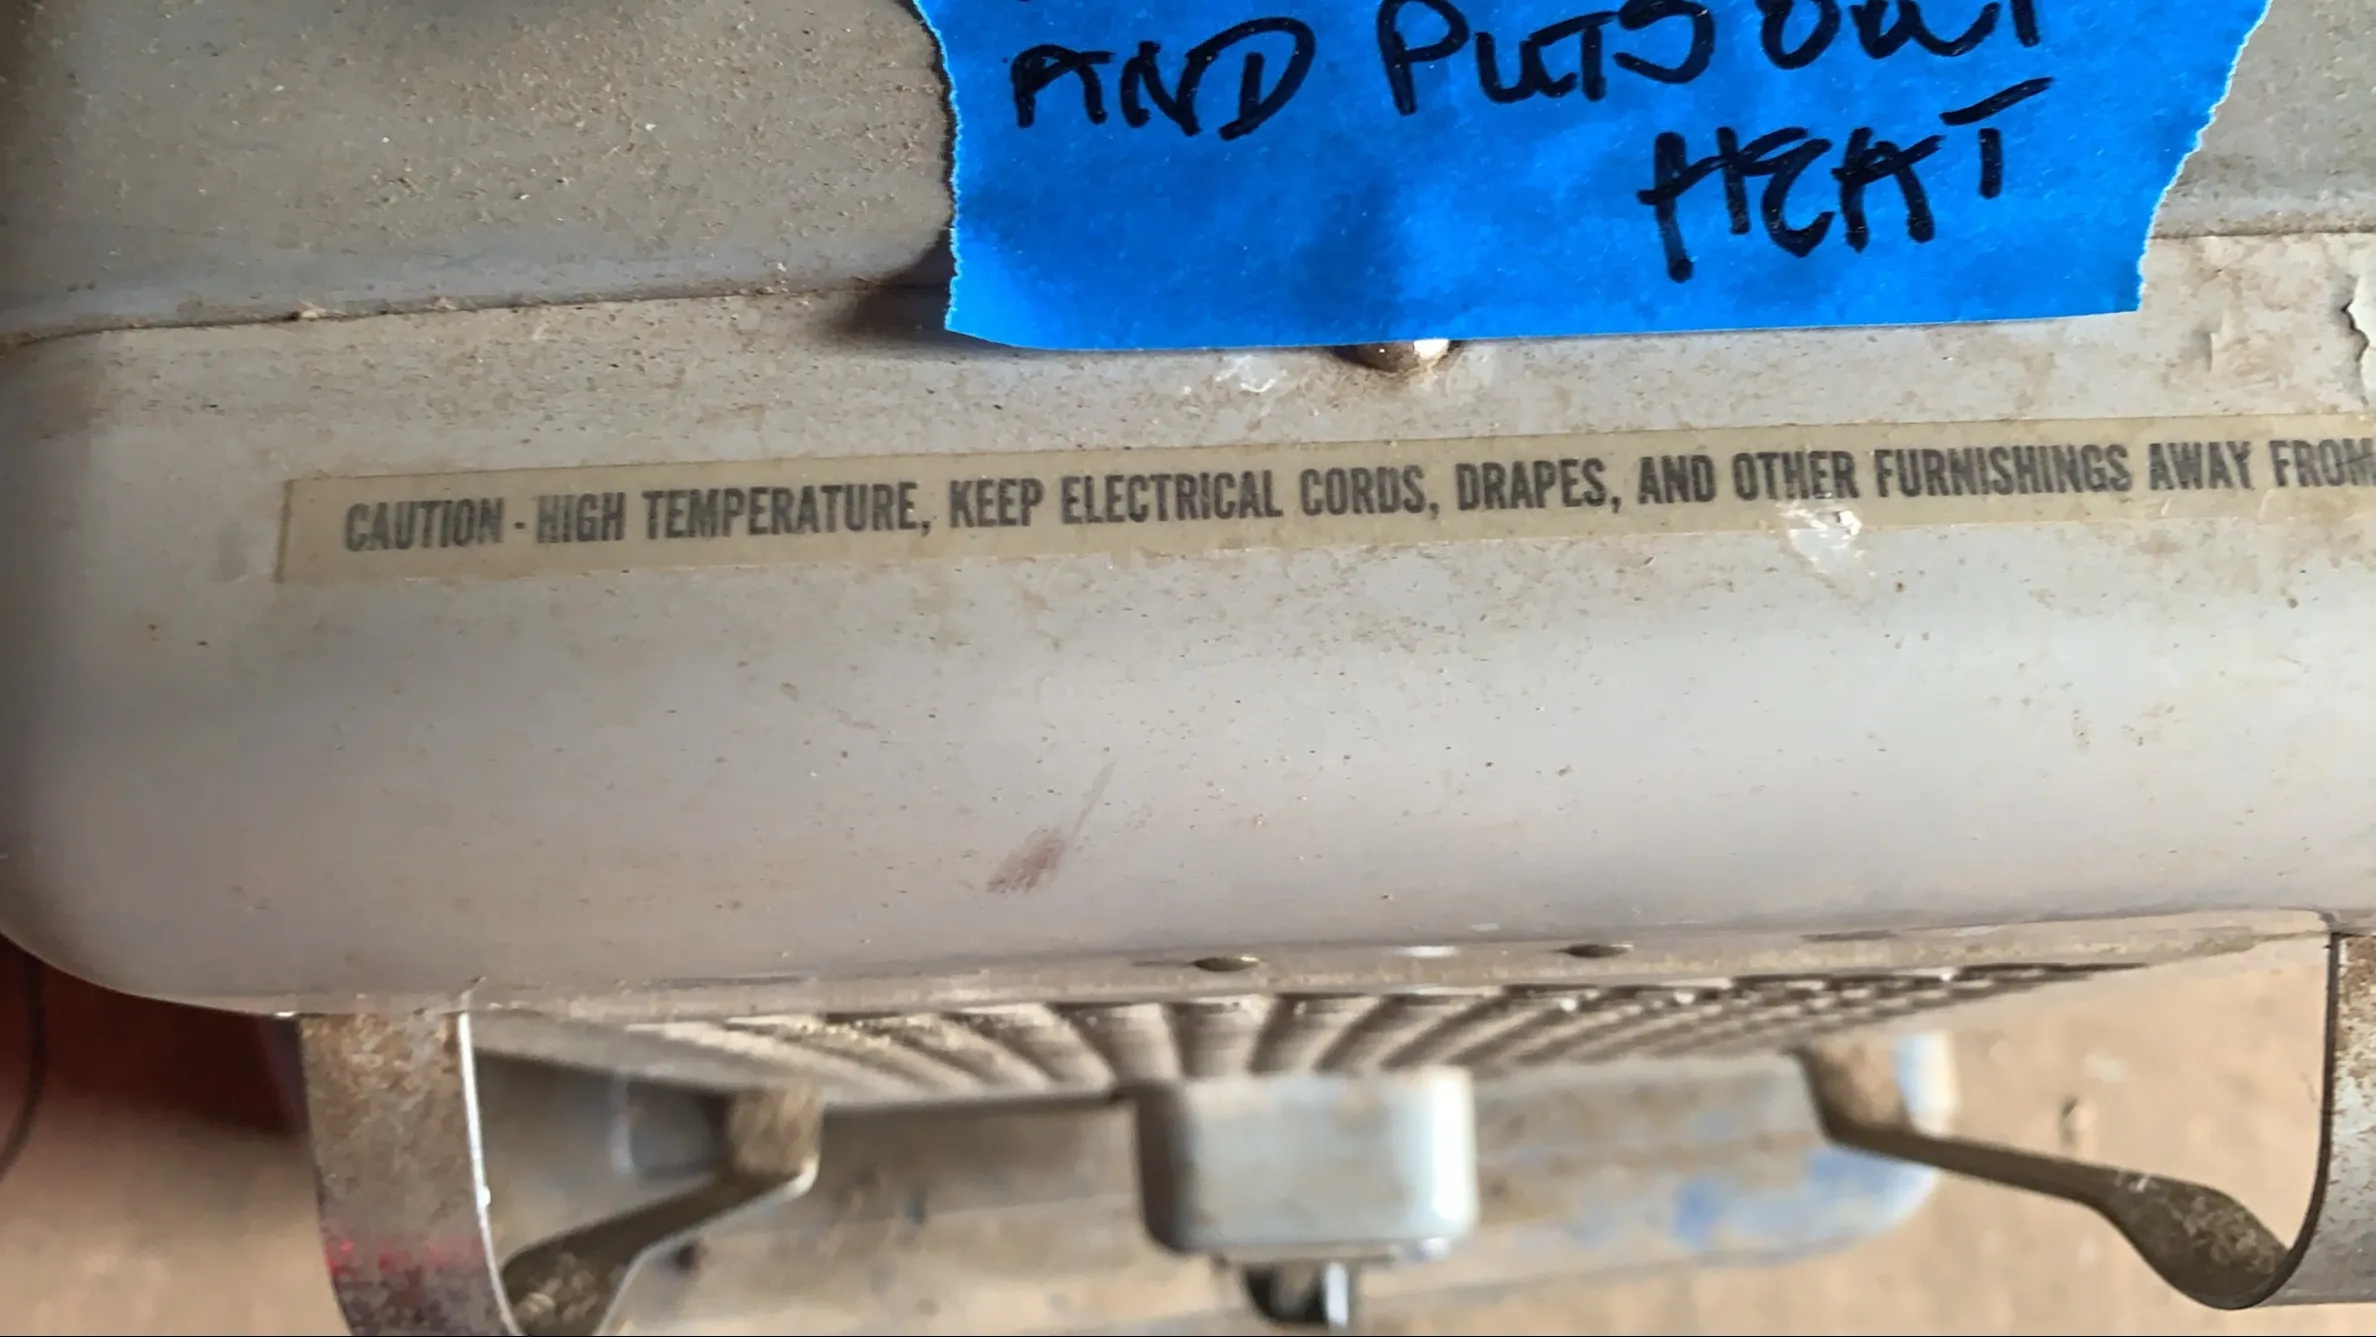 AND PUTS OUT
HEAT
CAUTION - HIGH TEMPERATURE, KEEP ELECTRICAL CORDS, DRAPES, AND OTHER FURNISHINGS AWAY FROM